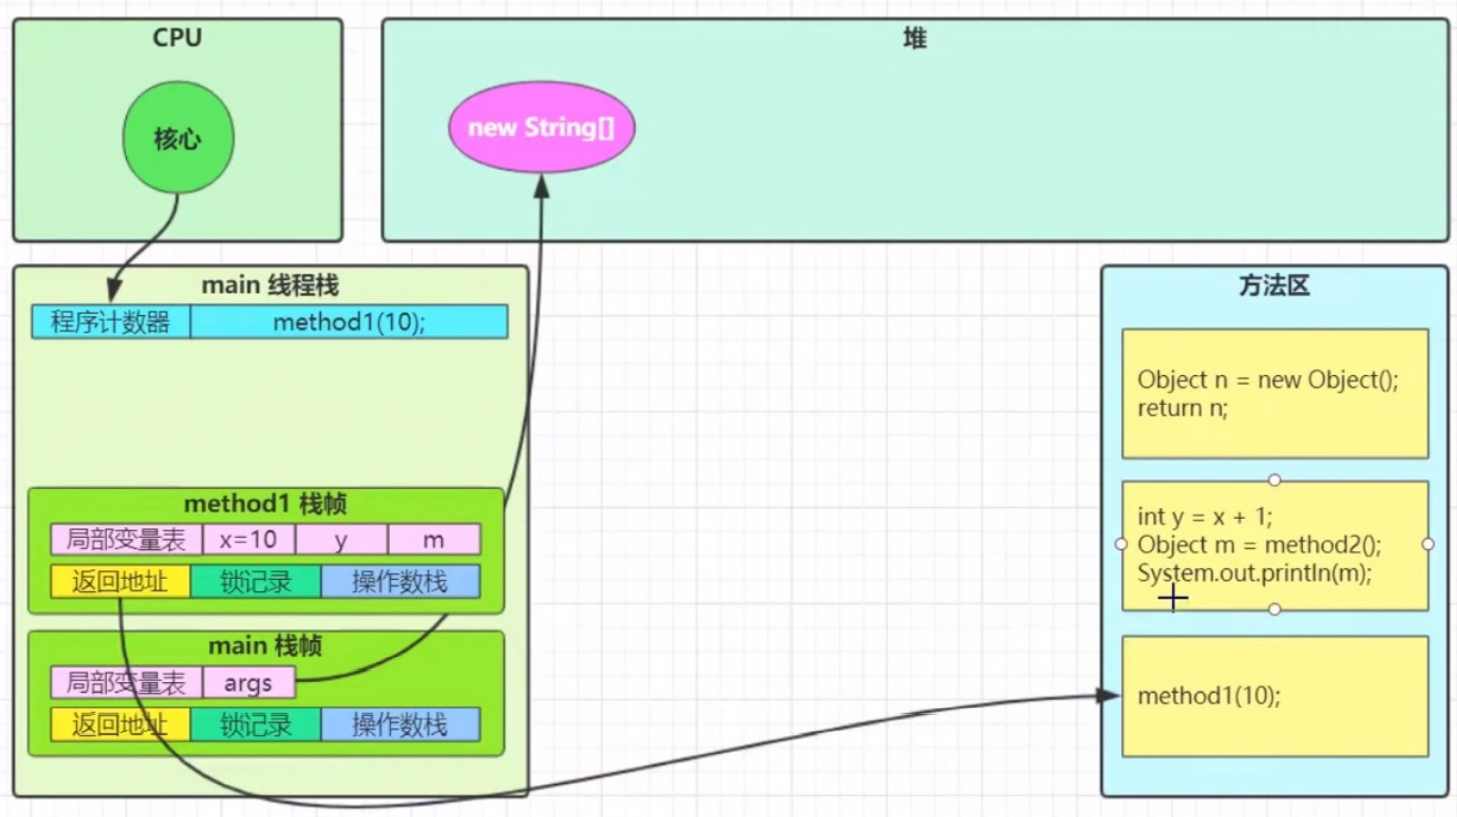 CPU
核心
堆
new String[]
main 线程栈
程序计数器 method1(10);
method1 栈帧
局部变量表 x=10 y m
返回地址 锁记录 操作数栈
main 栈帧
局部变量表 args
返回地址 锁记录 操作数栈
方法区
Object n = new Object();
return n;
int y = x + 1;
Object m = method2();
System.out.println(m);
method1(10);